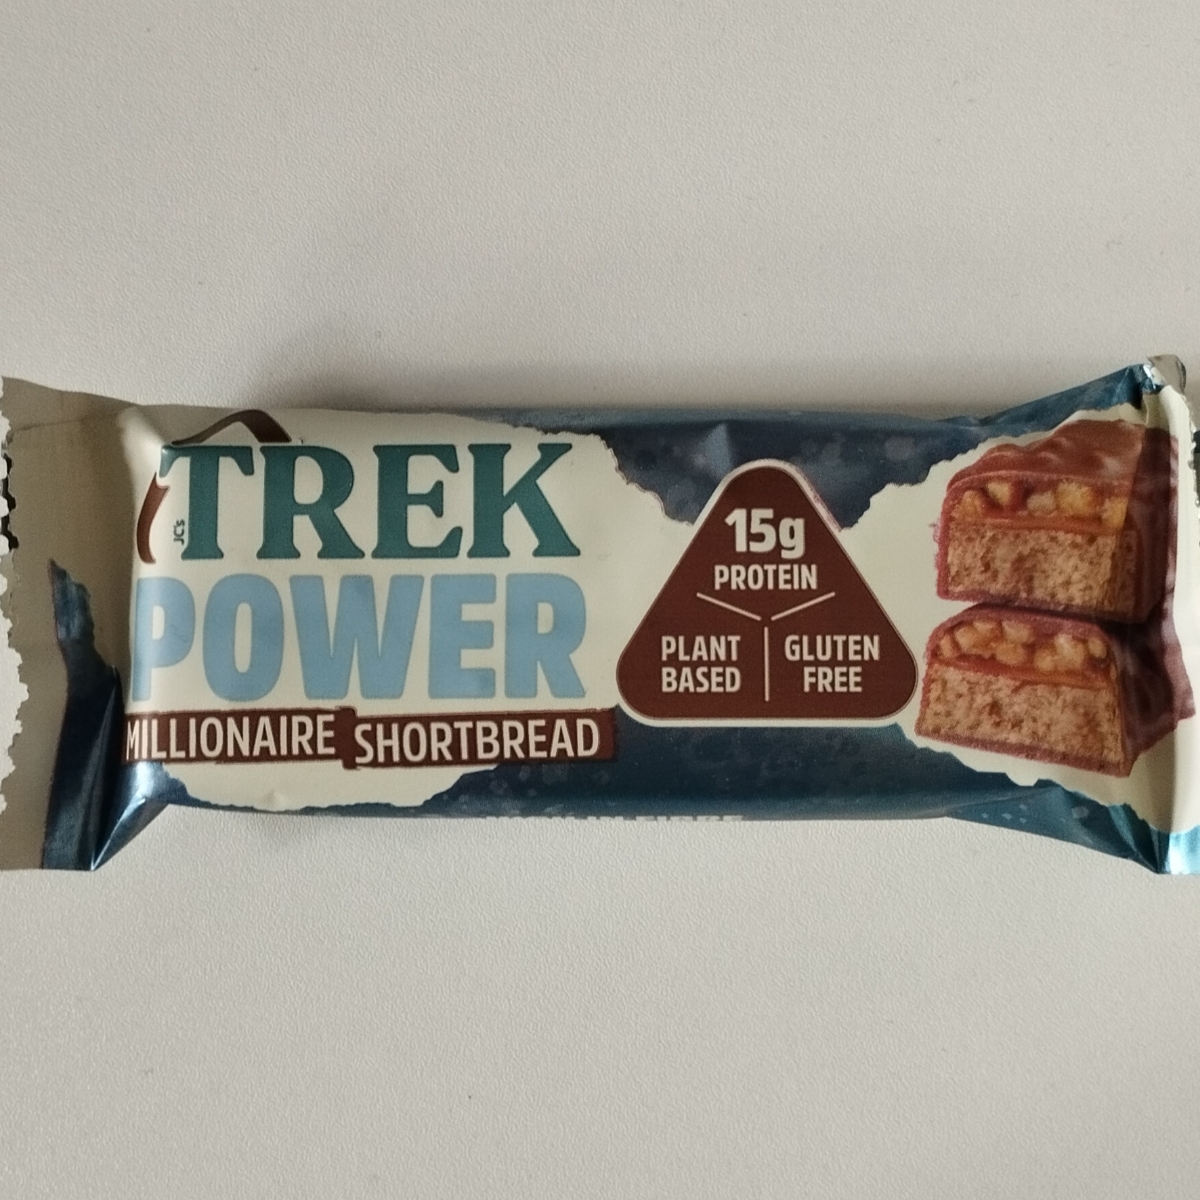 JC's
TREK
POWER
MILLIONAIRE SHORTBREAD
15g
PROTEIN
PLANT
BASED
GLUTEN
FREE